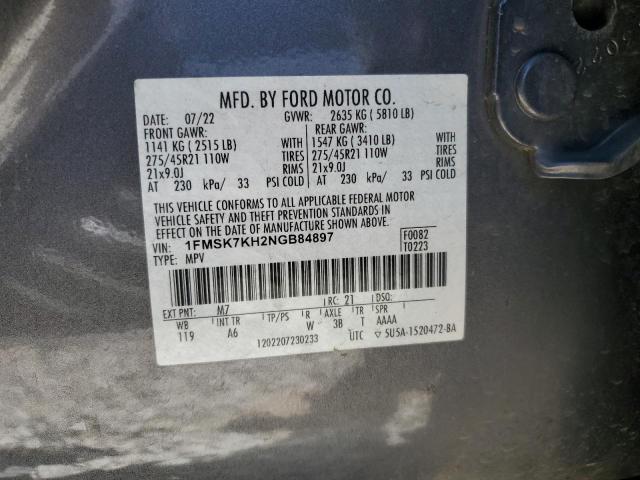 MFD. BY FORD MOTOR CO.
DATE: 07/22 GVWR: 2635 KG (5810 LB)
FRONT GAWR: REAR GAWR:
1141 KG (2515 LB) WITH 1547 KG (3410 LB) WITH
275/45R21 110W TIRES 275/45R21 110W TIRES
21x9.0J RIMS 21x9.0J RIMS
AT 230 kPa/ 33 PSI COLD AT 230 kPa/ 33 PSI COLD
THIS VEHICLE CONFORMS TO ALL APPLICABLE FEDERAL MOTOR
VEHICLE SAFETY AND THEFT PREVENTION STANDARDS IN
EFFECT ON THE DATE OF MANUFACTURE SHOWN ABOVE.
VIN: 1FMSK7KH2NGB84897 F0082
TYPE: MPV T0223
EXT PNT: M7 RC: 21 DSO:
WB INT TR TP/PS R AXLE TR SPR
119 A6 W 3B T AAAA
1202207230233 UTC 5U5A-1520472-BA